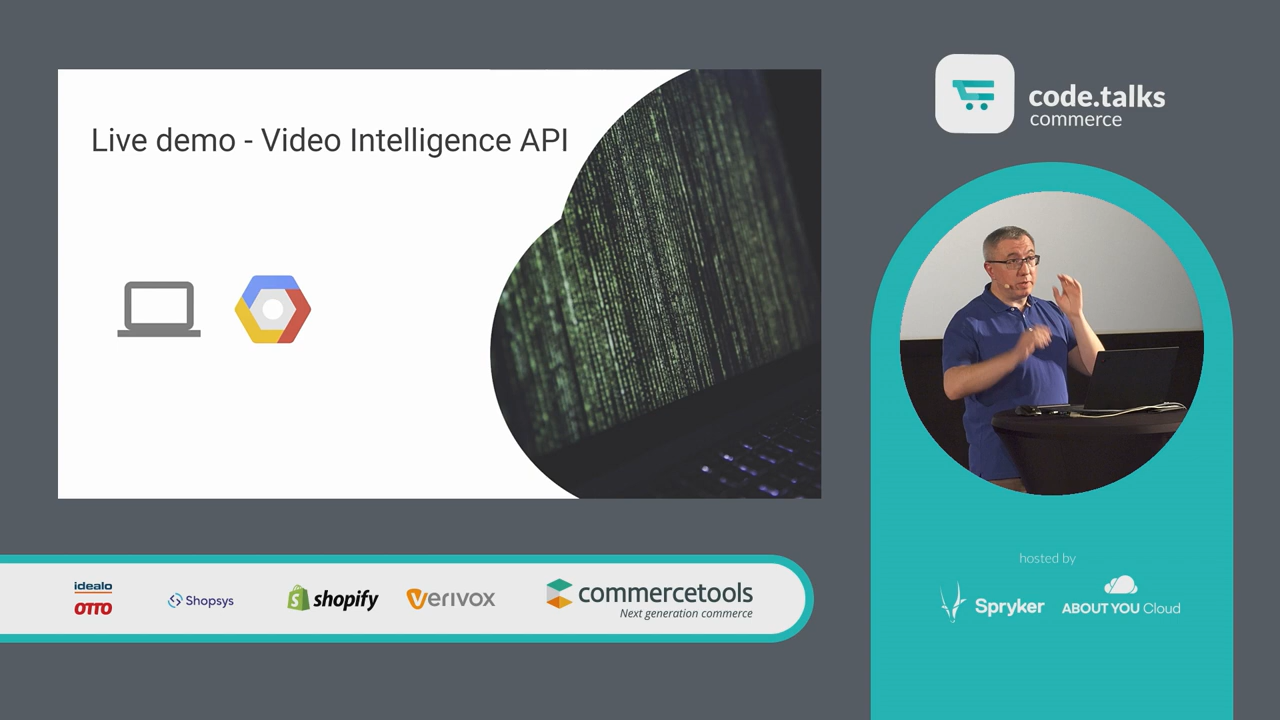 Live demo - Video Intelligence API
code.talks
commerce
hosted by
Spryker
ABOUT YOU Cloud
idealo
OTTO
Shopsys
shopify
VERIVOX
commercetools
Next generation commerce